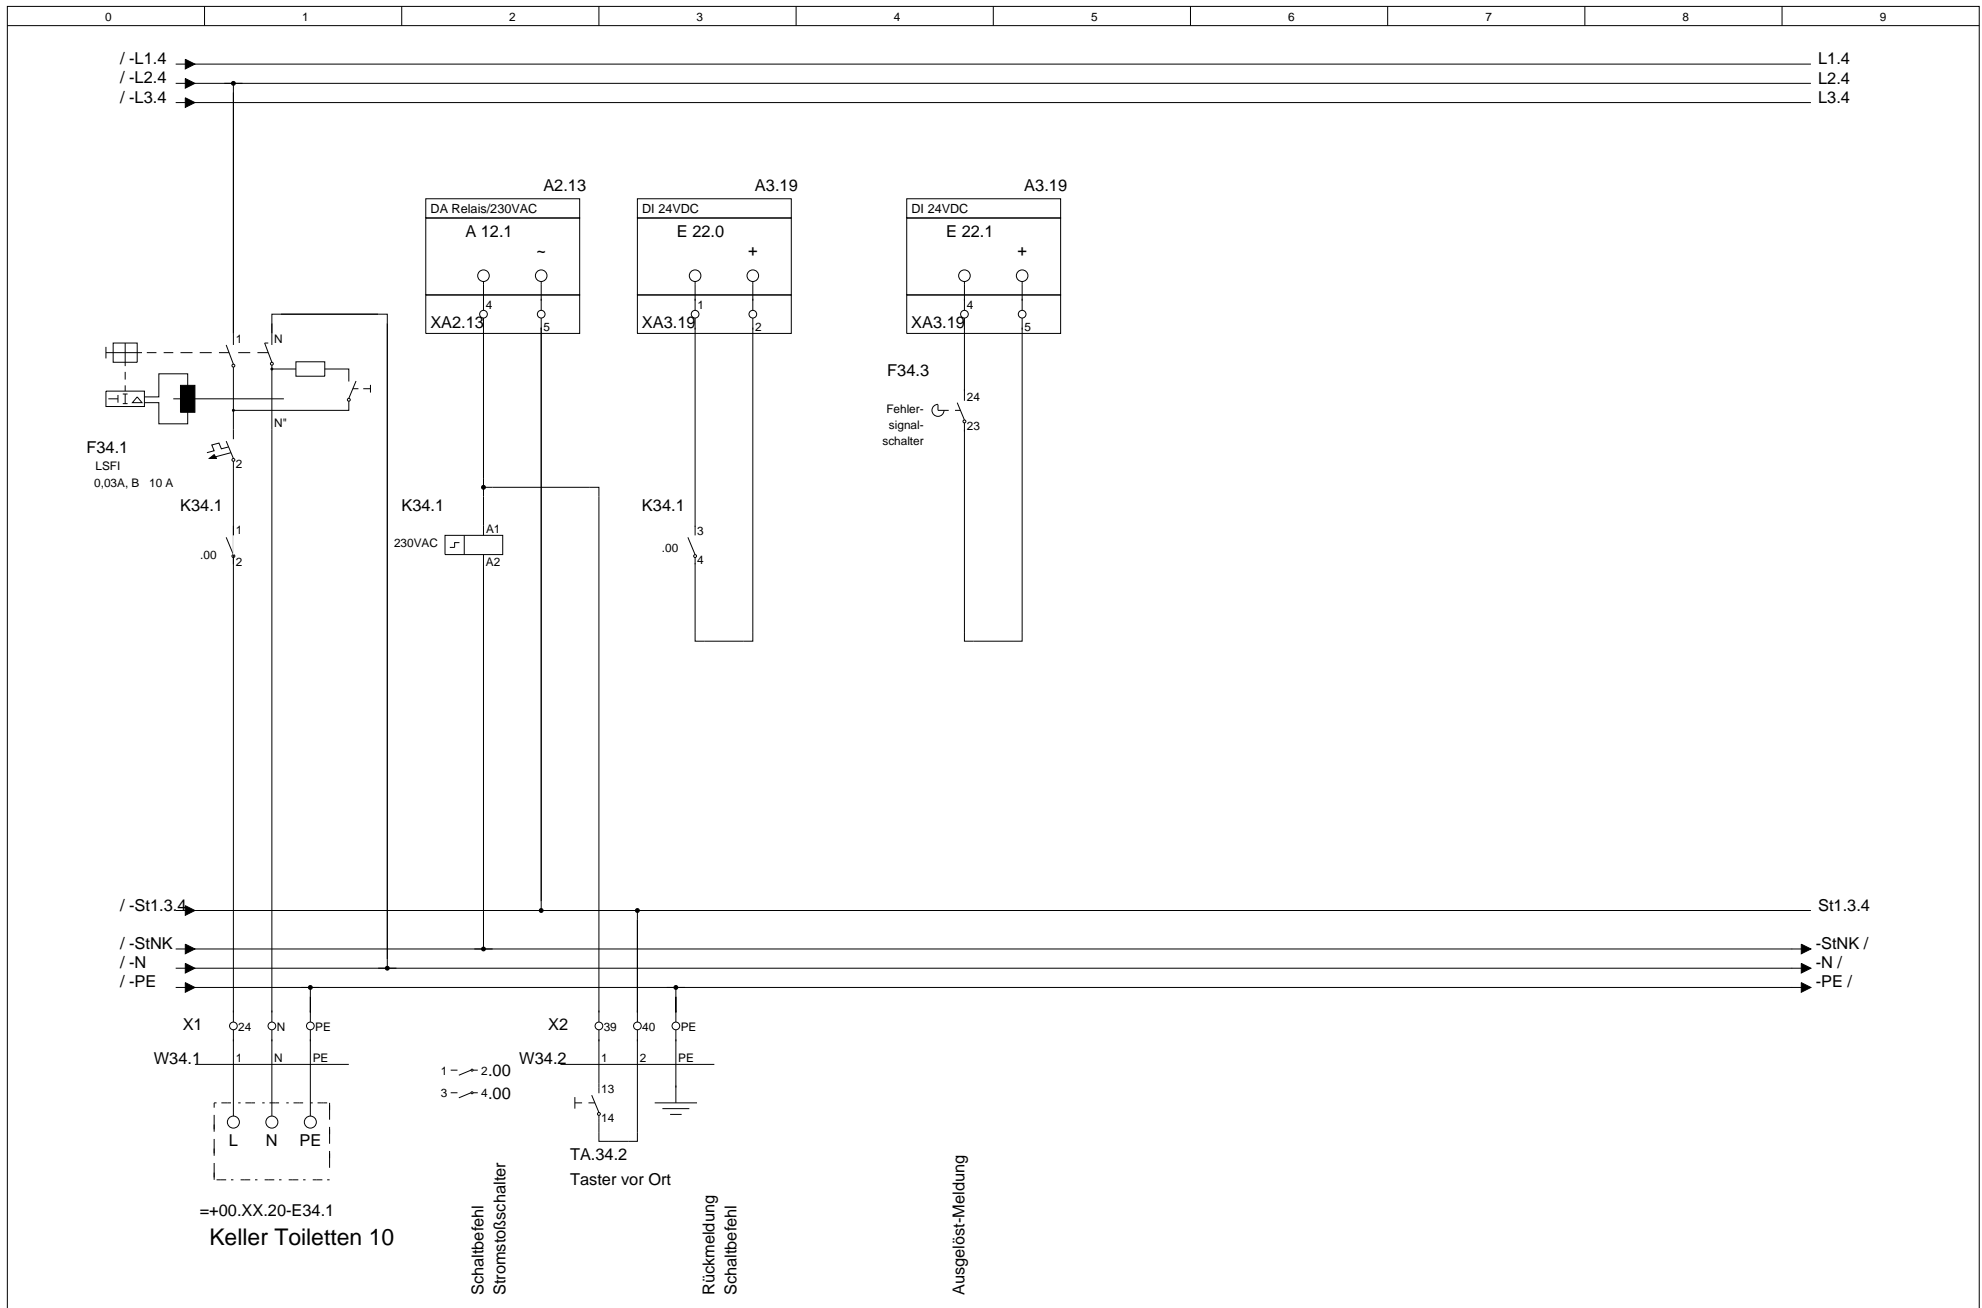 0 1 2 3 4 5 6 7 8 9
/ -L1.4 L1.4
/ -L2.4 L2.4
/ -L3.4 L3.4
A2.13 A3.19 A3.19
DA Relais/230VAC DI 24VDC DI 24VDC
A 12.1 E 22.0 E 22.1
~ + +
4 1 4
XA2.13 5 XA3.19 2 XA3.19 5
1 N
F34.3
24
Fehler-
signal-
schalter
23
N"
F34.1
LSFI
0,03A, B 10 A
2
K34.1 K34.1 K34.1
1 A1 3
230VAC
.00 2 A2 .00 4
/ -St1.3.4 St1.3.4
/ -StNK -StNK /
/ -N -N /
/ -PE -PE /
X1 24 N PE X2 39 40 PE
W34.1 1 N PE W34.2 1 2 PE
1 2.00
3 4.00
13
14
L N PE
TA.34.2
Taster vor Ort
=+00.XX.20-E34.1
Keller Toiletten 10
Schaltbefehl
Stromstoßschalter
Rückmeldung
Schaltbefehl
Ausgelöst-Meldung